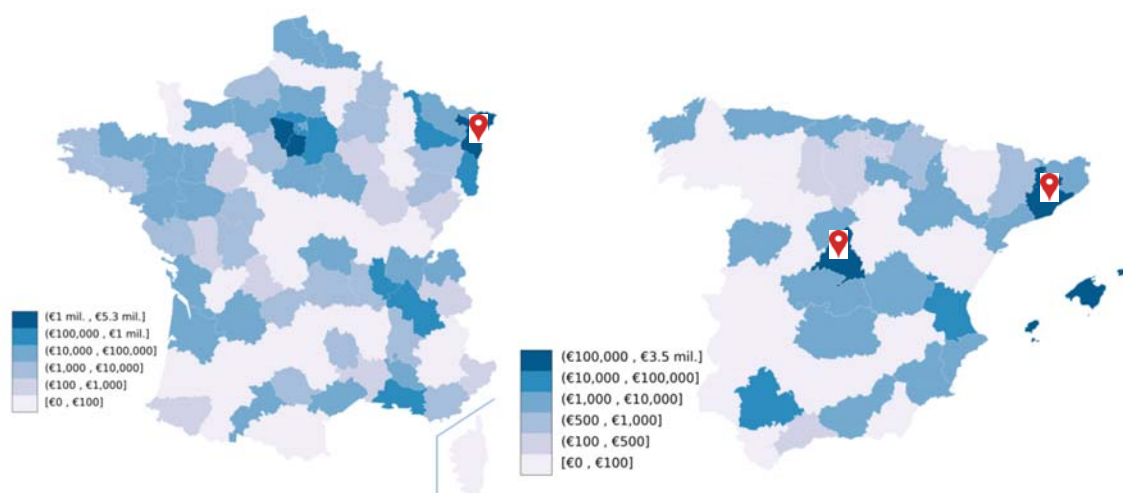 (€1 mil. , €5.3 mil.]
(€100,000 , €1 mil.]
(€10,000 , €100,000]
(€1,000 , €10,000]
(€100 , €1,000]
[€0 , €100]
(€100,000 , €3.5 mil.]
(€10,000 , €100,000]
(€1,000 , €10,000]
(€500 , €1,000]
(€100 , €500]
[€0 , €100]